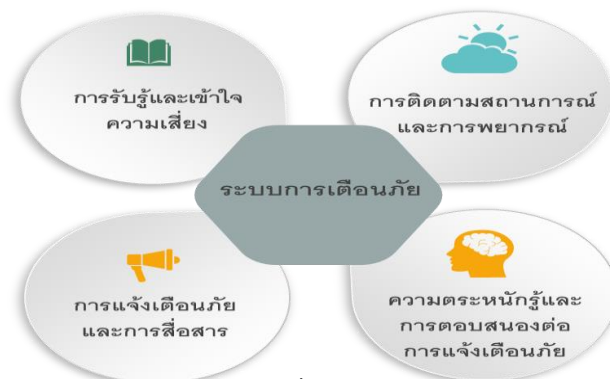 การรับรู้และเข้าใจ
ความเสี่ยง
การติดตามสถานการณ์
และการพยากรณ์
ระบบการเตือนภัย
การแจ้งเตือนภัย
และการสื่อสาร
ความตระหนักรู้และ
การตอบสนองต่อ
การแจ้งเตือนภัย